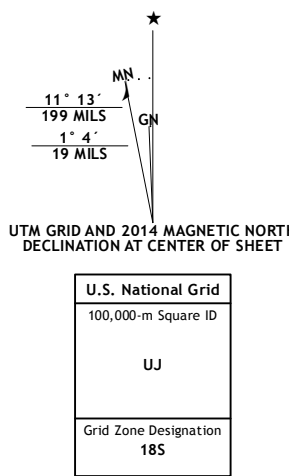 ★
MN
11° 13´
199 MILS
GN
1° 4´
19 MILS
UTM GRID AND 2014 MAGNETIC NORTH
DECLINATION AT CENTER OF SHEET
U.S. National Grid
100,000-m Square ID
UJ
Grid Zone Designation
18S